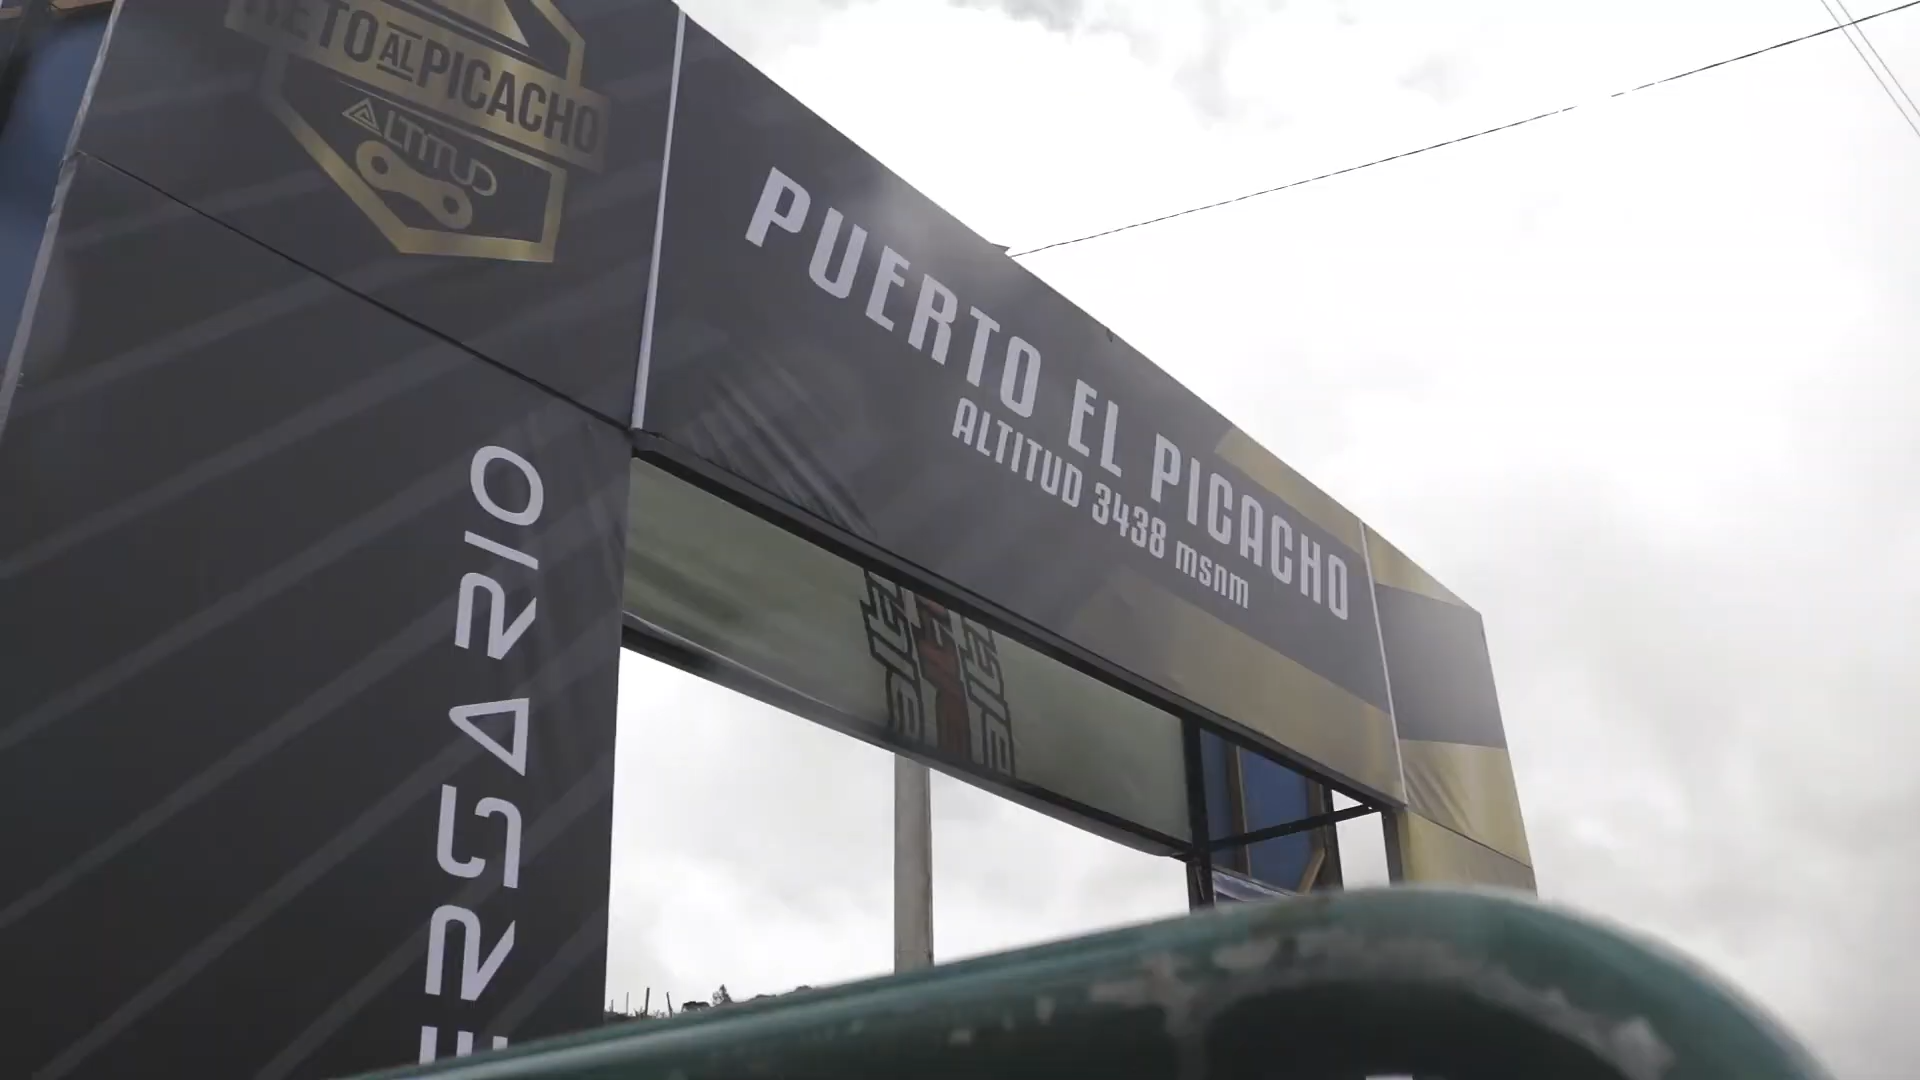 RETO AL PICACHO
ALTITUD
PUERTO EL PICACHO
ALTITUD 3438 msnm
ERSARIO